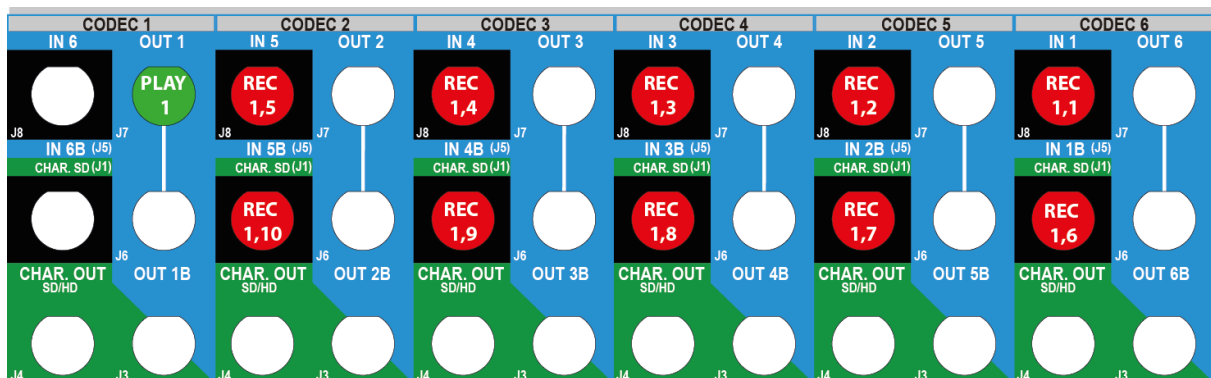 CODEC 1 CODEC 2 CODEC 3 CODEC 4 CODEC 5 CODEC 6
IN 6 OUT 1 IN 5 OUT 2 IN 4 OUT 3 IN 3 OUT 4 IN 2 OUT 5 IN 1 OUT 6
PLAY REC REC REC REC REC
1 1,5 1,4 1,3 1,2 1,1
J8 J7 J8 J7 J8 J7 J8 J7 J8 J7 J8 J7
IN 6B (J5) IN 5B (J5) IN 4B (J5) IN 3B (J5) IN 2B (J5) IN 1B (J5)
CHAR. SD (J1) CHAR. SD (J1) CHAR. SD (J1) CHAR. SD (J1) CHAR. SD (J1) CHAR. SD (J1)
REC REC REC REC REC
1,10 1,9 1,8 1,7 1,6
J6 J6 J6 J6 J6 J6
CHAR. OUT OUT 1B CHAR. OUT OUT 2B CHAR. OUT OUT 3B CHAR. OUT OUT 4B CHAR. OUT OUT 5B CHAR. OUT OUT 6B
SD/HD SD/HD SD/HD SD/HD SD/HD SD/HD
J4 J3 J4 J3 J4 J3 J4 J3 J4 J3 J4 J3